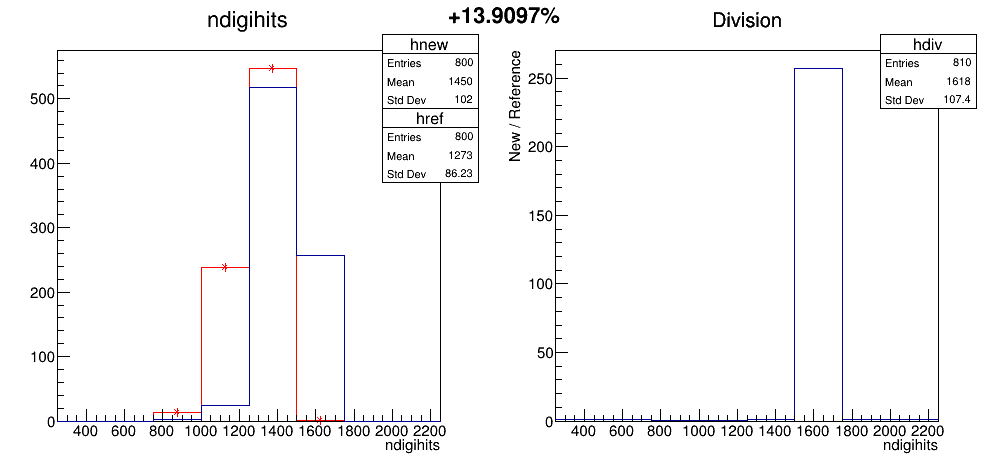 +13.9097%
ndigihits
hnew
Entries 800
Mean 1450
Std Dev 102
href
Entries 800
Mean 1273
Std Dev 86.23
500
400
300
200
100
0
400 600 800 1000 1200 1400 1600 1800 2000 2200
ndigihits
Division
hdiv
Entries 810
Mean 1618
Std Dev 107.4
New / Reference
250
200
150
100
50
0
400 600 800 1000 1200 1400 1600 1800 2000 2200
ndigihits